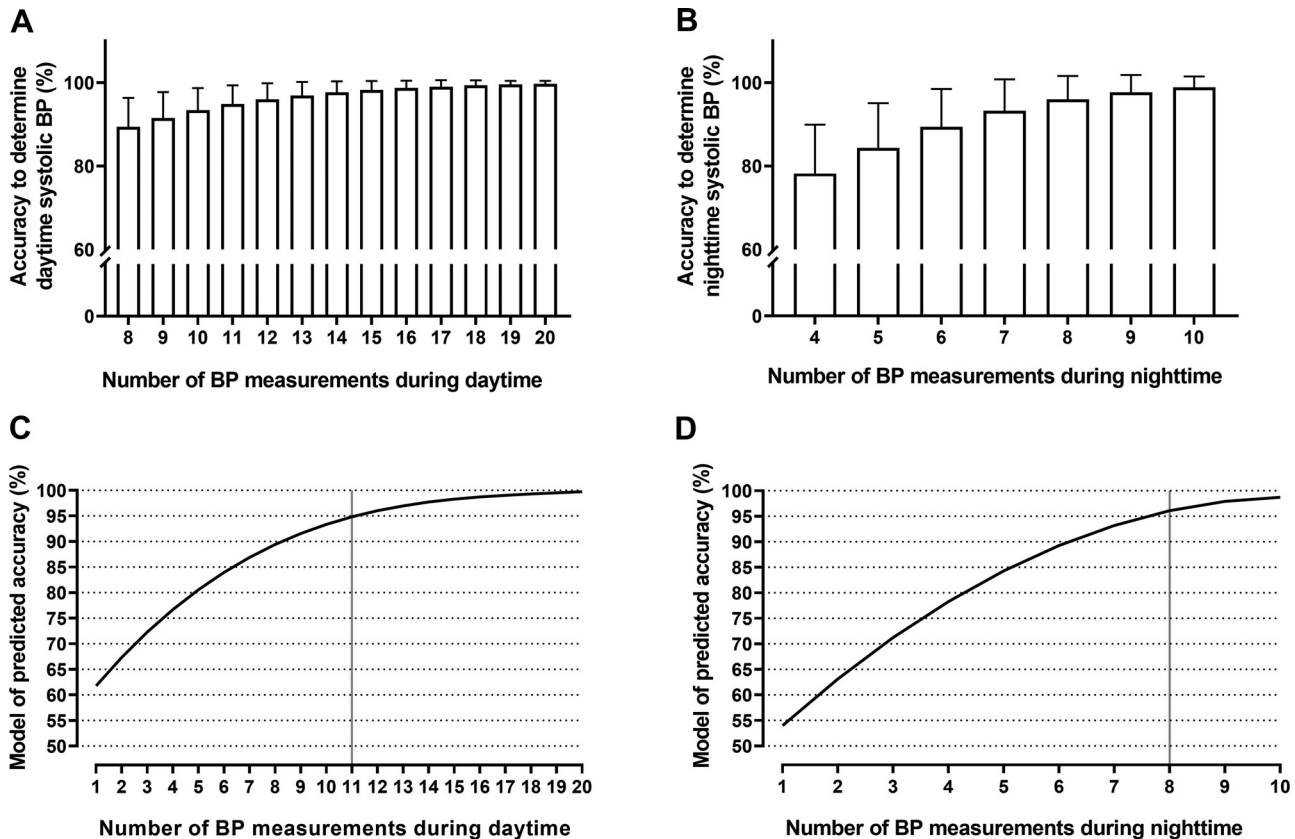 A
Accuracy to determine
daytime systolic BP (%)
100
80
60
0
8 9 10 11 12 13 14 15 16 17 18 19 20
Number of BP measurements during daytime
B
Accuracy to determine
nighttime systolic BP (%)
100
80
60
0
4 5 6 7 8 9 10
Number of BP measurements during nighttime
C
Model of predicted accuracy (%)
100
95
90
85
80
75
70
65
60
55
50
1 2 3 4 5 6 7 8 9 10 11 12 13 14 15 16 17 18 19 20
Number of BP measurements during daytime
D
Model of predicted accuracy (%)
100
95
90
85
80
75
70
65
60
55
50
1 2 3 4 5 6 7 8 9 10
Number of BP measurements during nighttime